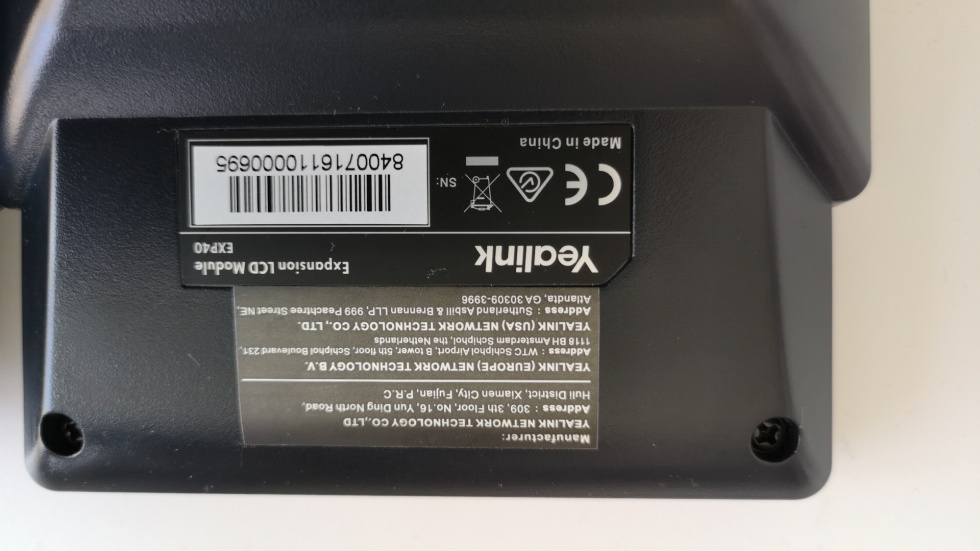 Manufacturer:
YEALINK NETWORK TECHNOLOGY CO.,LTD
Address : 309, 3th Floor, No.16, Yun Ding North Road,
Huli District, Xiamen City, Fujian, P.R.C
YEALINK (EUROPE) NETWORK TECHNOLOGY B.V.
Address : WTC Schiphol Airport, B Tower, 5th floor, Schiphol Boulevard 231,
1118 BH Amsterdam Schiphol, the Netherlands
YEALINK (USA) NETWORK TECHNOLOGY CO., LTD.
Address : Sutherland Asbill & Brennan LLP, 999 Peachtree Street NE,
Atlandta, GA 30309-3996
Yealink
Expansion LCD Module
EXP40
CE
SN:
8400716110000695
Made in China